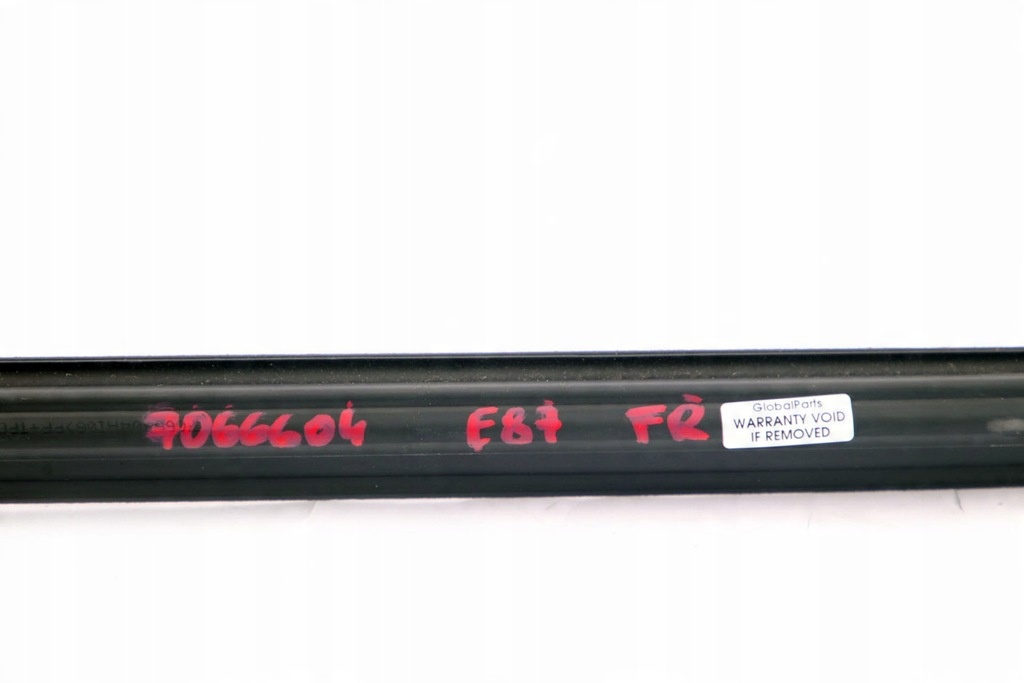 7066604 E87 FR
GlobalParts
WARRANTY VOID
IF REMOVED